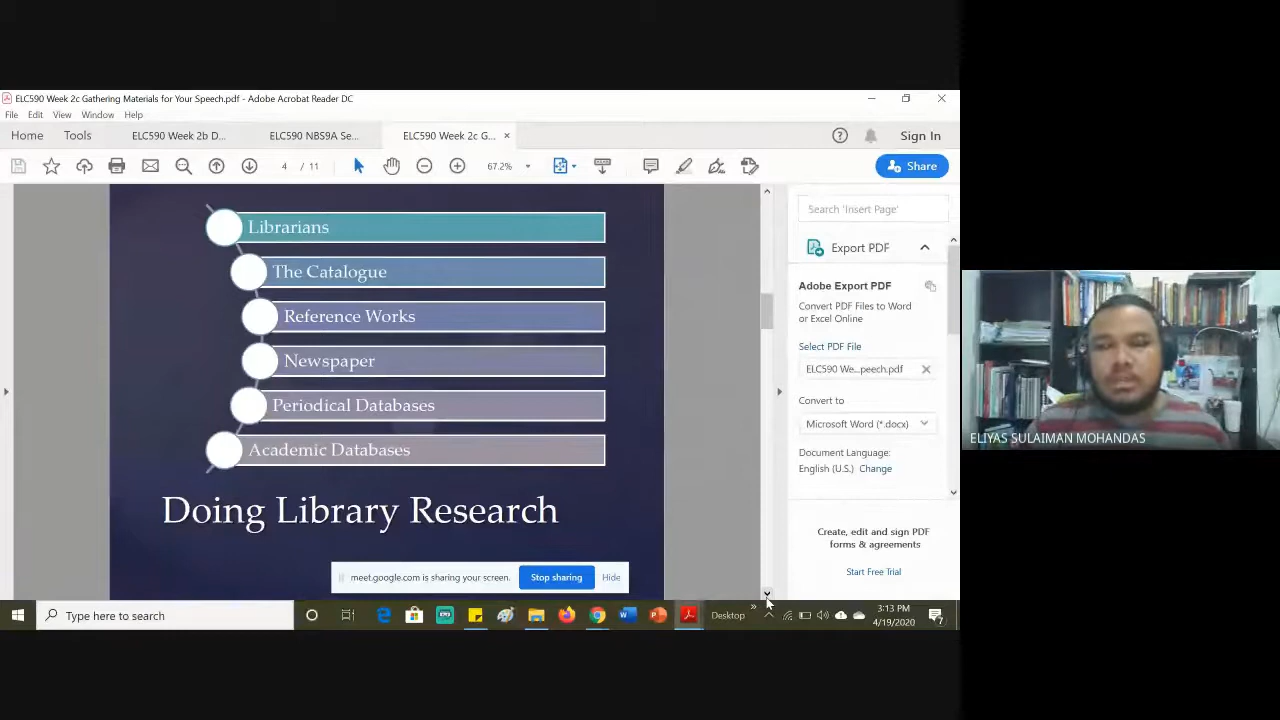 ELC590 Week 2c Gathering Materials for Your Speech.pdf - Adobe Acrobat Reader DC
File Edit View Window Help
Home Tools ELC590 Week 2b D... ELC590 NBS9A Se... ELC590 Week 2c G... × Sign In
4 / 11 67.2% Share
Librarians
The Catalogue
Reference Works
Newspaper
Periodical Databases
Academic Databases
Doing Library Research
Search 'Insert Page'
Export PDF
Adobe Export PDF
Convert PDF Files to Word
or Excel Online
Select PDF File
ELC590 We...peech.pdf
Convert to
Microsoft Word (*.docx)
Document Language:
English (U.S.) Change
Create, edit and sign PDF
forms & agreements
Start Free Trial
meet.google.com is sharing your screen. Stop sharing Hide
Type here to search
Desktop
3:13 PM
4/19/2020
7
ELIYAS SULAIMAN MOHANDAS